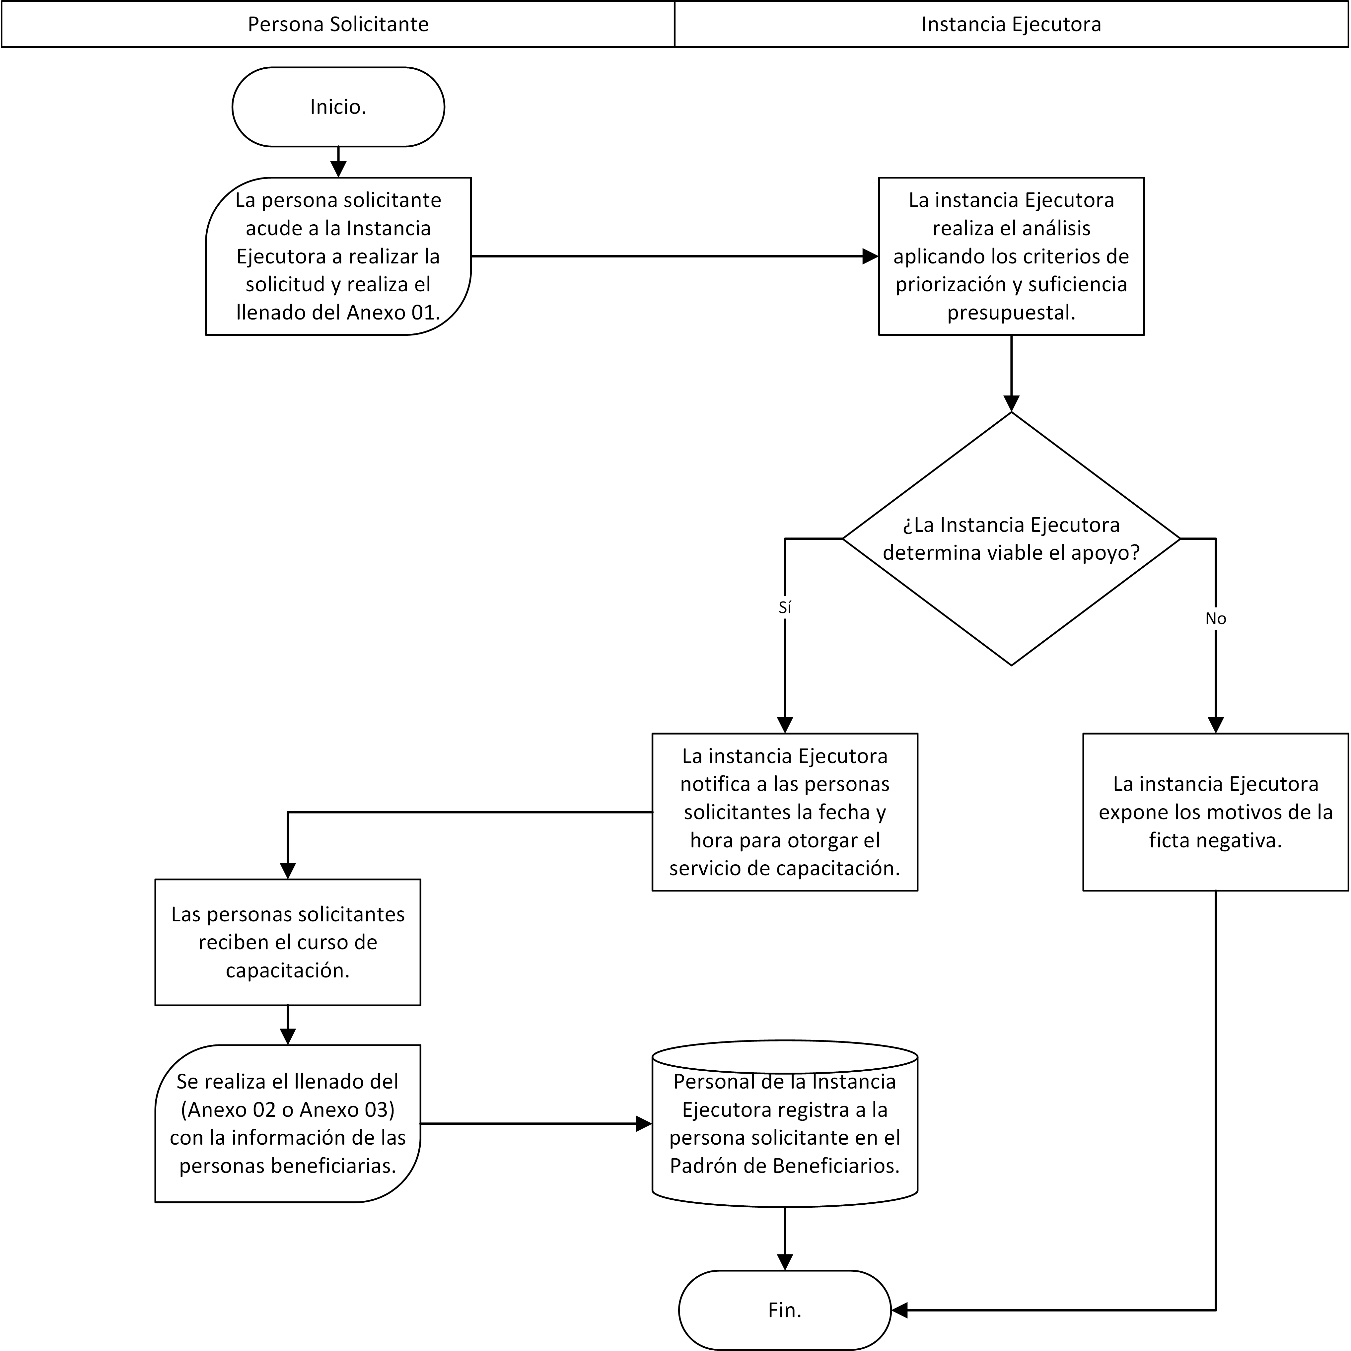 Persona Solicitante
Instancia Ejecutora
Inicio.
La persona solicitante
acude a la Instancia
Ejecutora a realizar la
solicitud y realiza el
llenado del Anexo 01.
La instancia Ejecutora
realiza el análisis
aplicando los criterios de
priorización y suficiencia
presupuestal.
¿La Instancia Ejecutora
determina viable el apoyo?
Sí
No
La instancia Ejecutora
notifica a las personas
solicitantes la fecha y
hora para otorgar el
servicio de capacitación.
La instancia Ejecutora
expone los motivos de la
ficta negativa.
Las personas solicitantes
reciben el curso de
capacitación.
Se realiza el llenado del
(Anexo 02 o Anexo 03)
con la información de las
personas beneficiarias.
Personal de la Instancia
Ejecutora registra a la
persona solicitante en el
Padrón de Beneficiarios.
Fin.